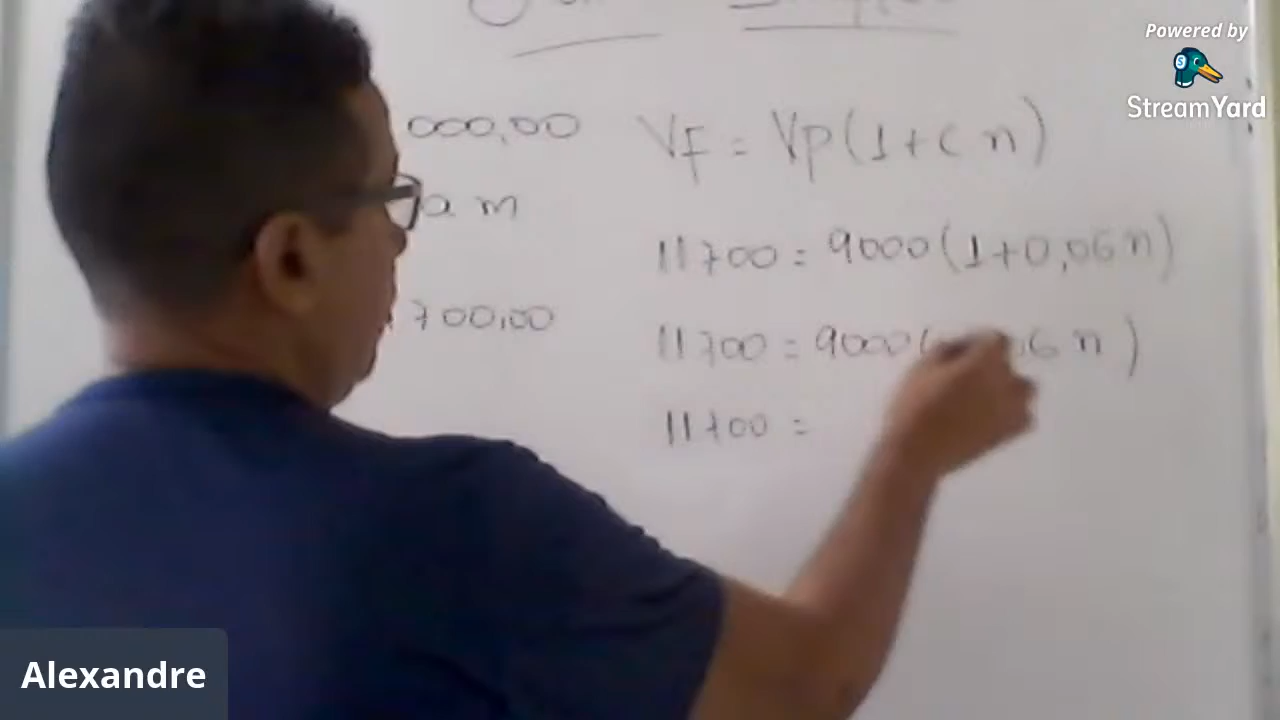 Powered by
StreamYard
000,00
VF = VP(1+i n)
a m
11700 = 9000(1+0,06 n)
700,00
11700 = 9000( 06 n)
11700 =
Alexandre